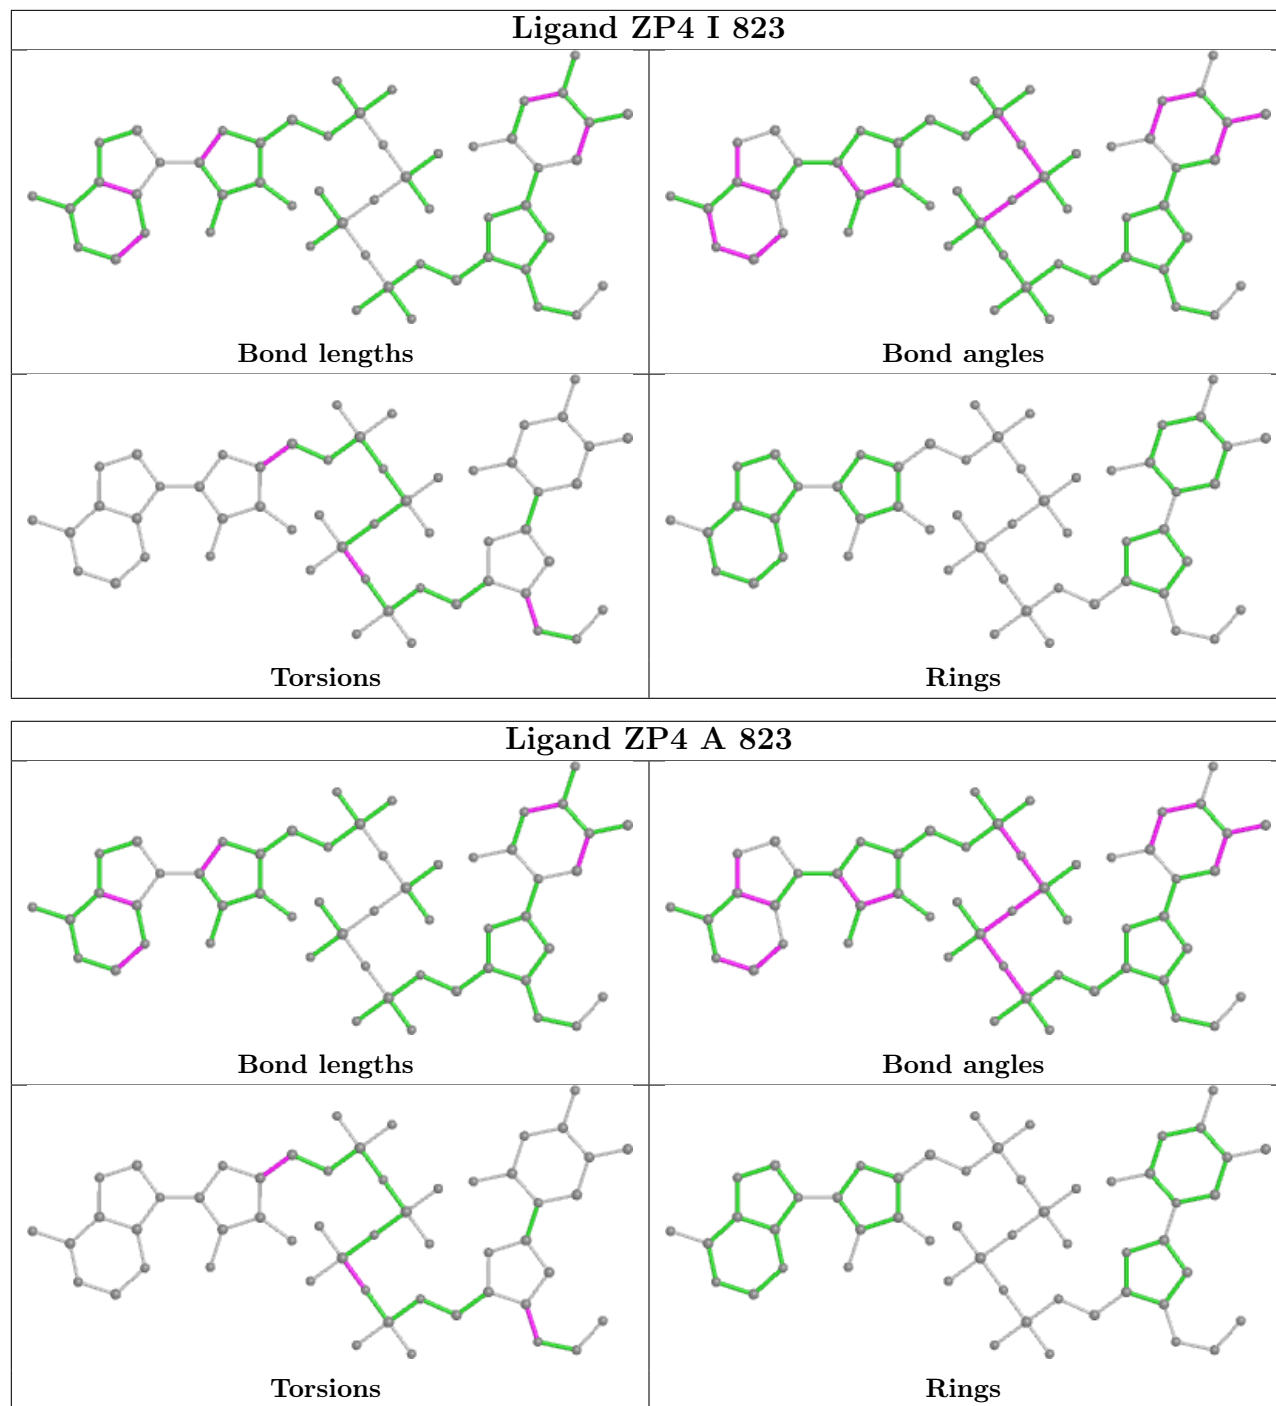 Ligand ZP4 I 823
Bond lengths
Bond angles
Torsions
Rings
Ligand ZP4 A 823
Bond lengths
Bond angles
Torsions
Rings